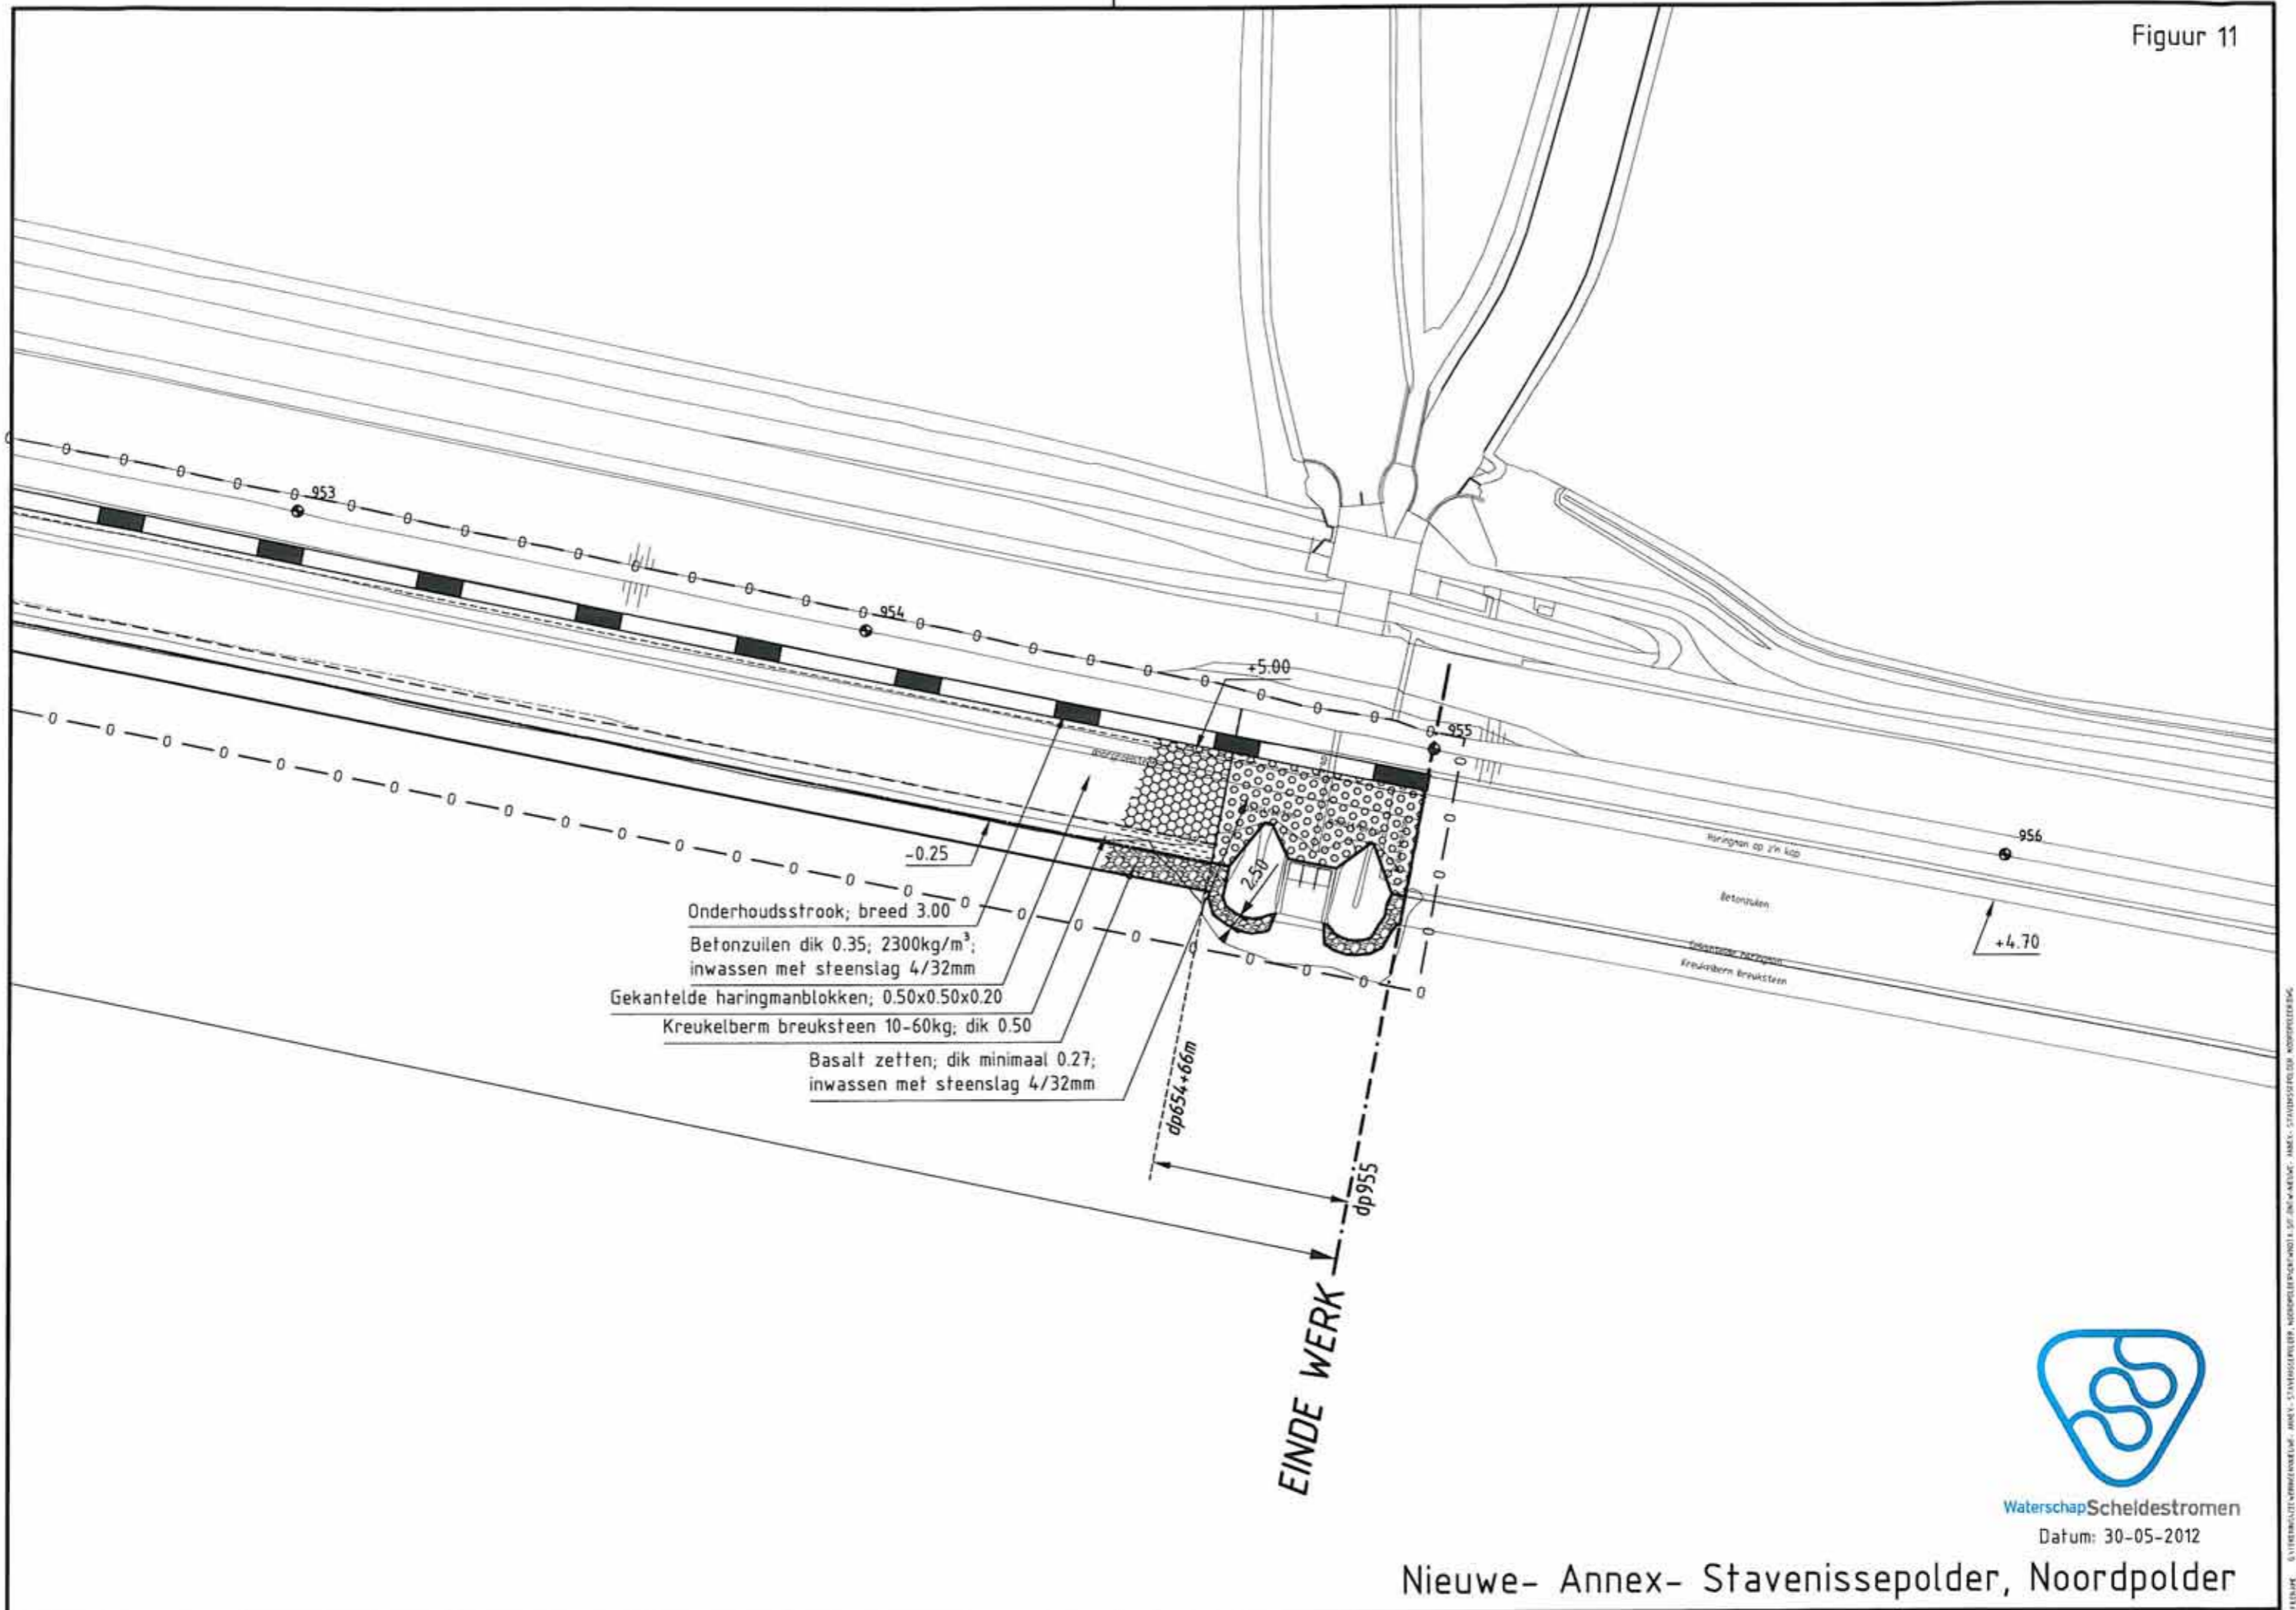 Figuur 11
953
954
+5.00
955
956
Haringman op z'n kop
Betonzuilen
+4.70
Gekantelde haringman
Kreukelberm breuksteen
-0.25
2.50
Onderhoudsstrook; breed 3.00
Betonzuilen dik 0.35; 2300kg/m³;
inwassen met steenslag 4/32mm
Gekantelde haringmanblokken; 0.50x0.50x0.20
Kreukelberm breuksteen 10-60kg; dik 0.50
Basalt zetten; dik minimaal 0.27;
inwassen met steenslag 4/32mm
dp654+66m
dp955
EINDE WERK
WaterschapScheldestromen
Datum: 30-05-2012
Nieuwe- Annex- Stavenissepolder, Noordpolder